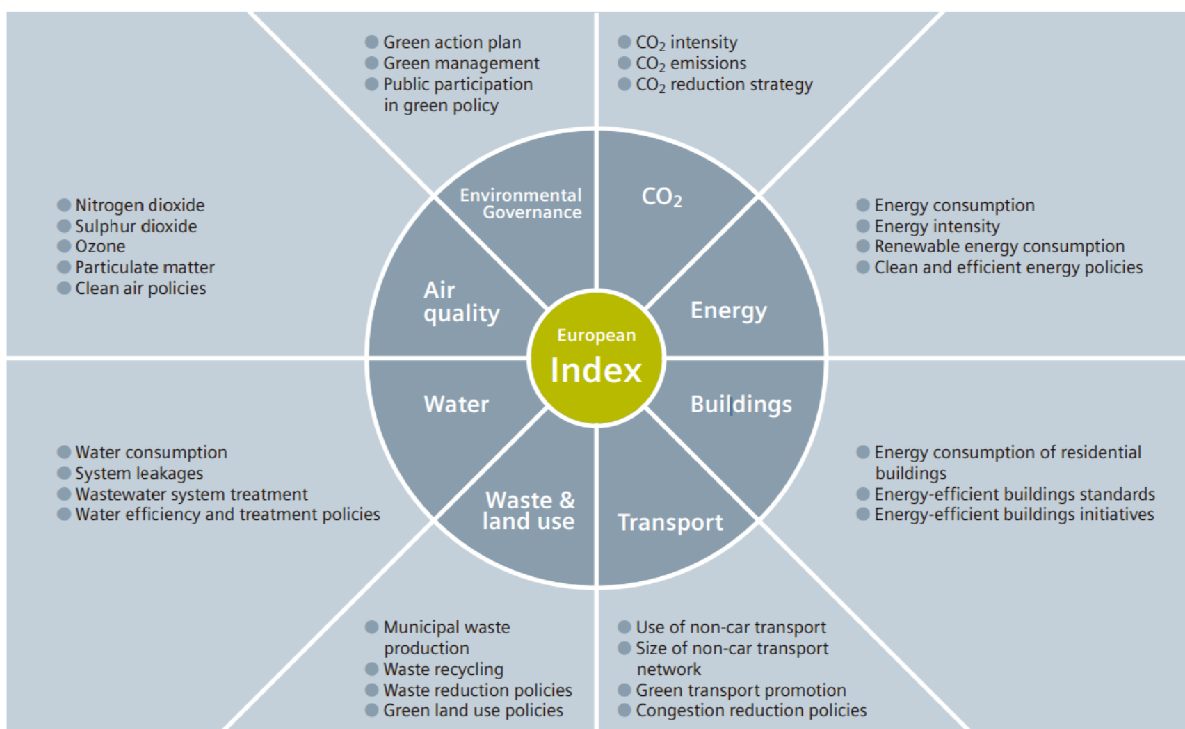 Green action plan
Green management
Public participation
in green policy
CO₂ intensity
CO₂ emissions
CO₂ reduction strategy
Environmental
Governance
CO₂
Nitrogen dioxide
Sulphur dioxide
Ozone
Particulate matter
Clean air policies
Energy consumption
Energy intensity
Renewable energy consumption
Clean and efficient energy policies
Air
quality
Energy
European
Index
Water
Buildings
Water consumption
System leakages
Wastewater system treatment
Water efficiency and treatment policies
Energy consumption of residential
buildings
Energy-efficient buildings standards
Energy-efficient buildings initiatives
Waste &
land use
Transport
Municipal waste
production
Waste recycling
Waste reduction policies
Green land use policies
Use of non-car transport
Size of non-car transport
network
Green transport promotion
Congestion reduction policies